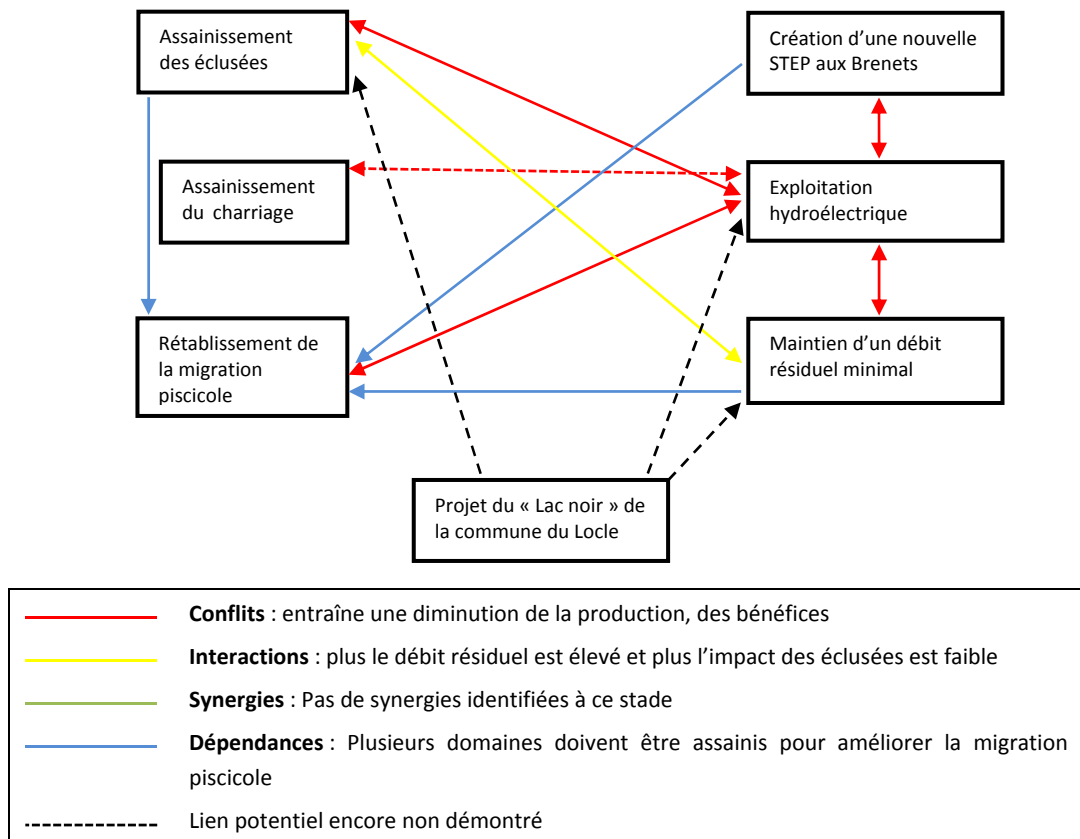 Assainissement
des éclusées
Création d’une nouvelle
STEP aux Brenets
Assainissement
du charriage
Exploitation
hydroélectrique
Rétablissement de
la migration
piscicole
Maintien d’un débit
résiduel minimal
Projet du « Lac noir » de
la commune du Locle
Conflits : entraîne une diminution de la production, des bénéfices
Interactions : plus le débit résiduel est élevé et plus l’impact des éclusées est faible
Synergies : Pas de synergies identifiées à ce stade
Dépendances : Plusieurs domaines doivent être assainis pour améliorer la migration
piscicole
Lien potentiel encore non démontré